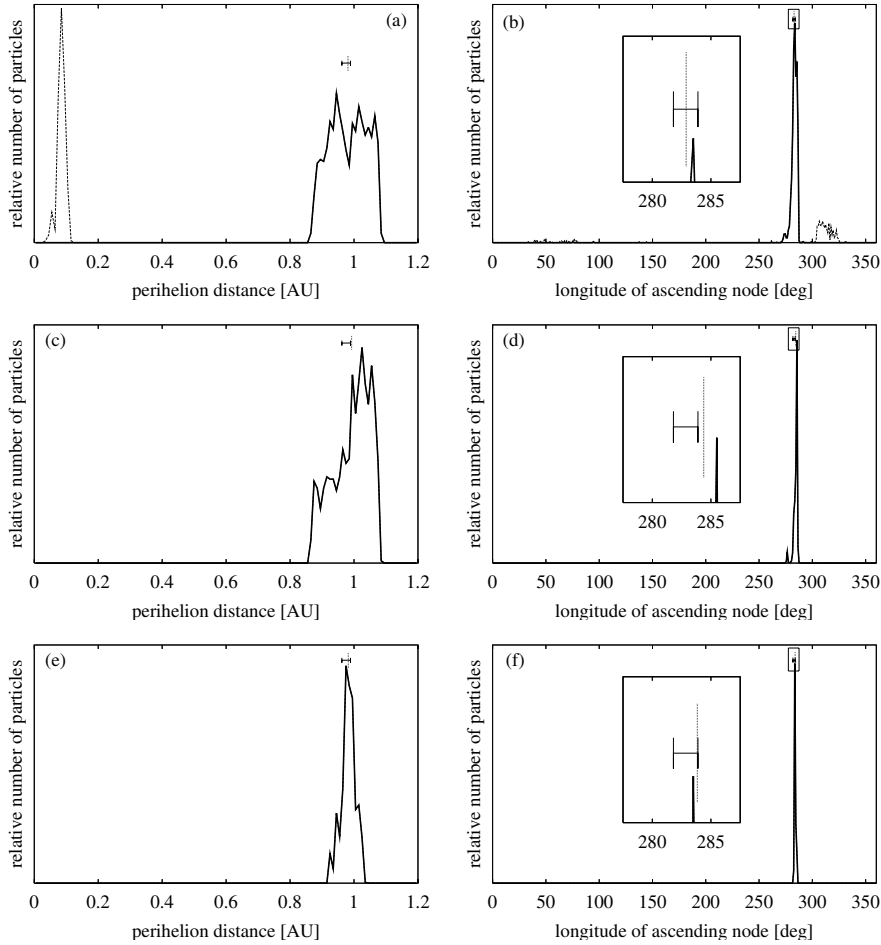 (a)
relative number of particles
0 0.2 0.4 0.6 0.8 1 1.2
perihelion distance [AU]
(b)
relative number of particles
280 285
0 50 100 150 200 250 300 350
longitude of ascending node [deg]
(c)
relative number of particles
0 0.2 0.4 0.6 0.8 1 1.2
perihelion distance [AU]
(d)
relative number of particles
280 285
0 50 100 150 200 250 300 350
longitude of ascending node [deg]
(e)
relative number of particles
0 0.2 0.4 0.6 0.8 1 1.2
perihelion distance [AU]
(f)
relative number of particles
280 285
0 50 100 150 200 250 300 350
longitude of ascending node [deg]